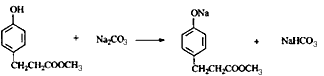 OH
ONa
+ Na₂CO₃ → + NaHCO₃
CH₂CH₂COOCH₃
CH₂CH₂COOCH₃